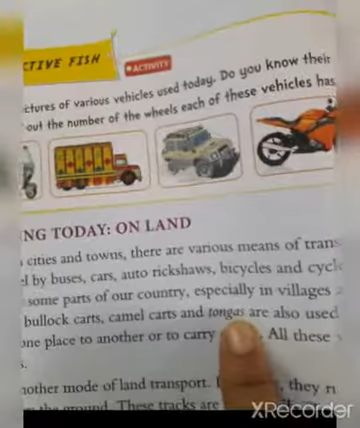 CTIVE FISH
• ACTIVITY
ctures of various vehicles used today. Do you know their
out the number of the wheels each of these vehicles has
NG TODAY: ON LAND
cities and towns, there are various means of trans
l by buses, cars, auto rickshaws, bicycles and cycl
some parts of our country, especially in villages
bullock carts, camel carts and tongas are also used
one place to another or to carry All these
s.
nother mode of land transport. they
the ground. These tracks are
XRecorder